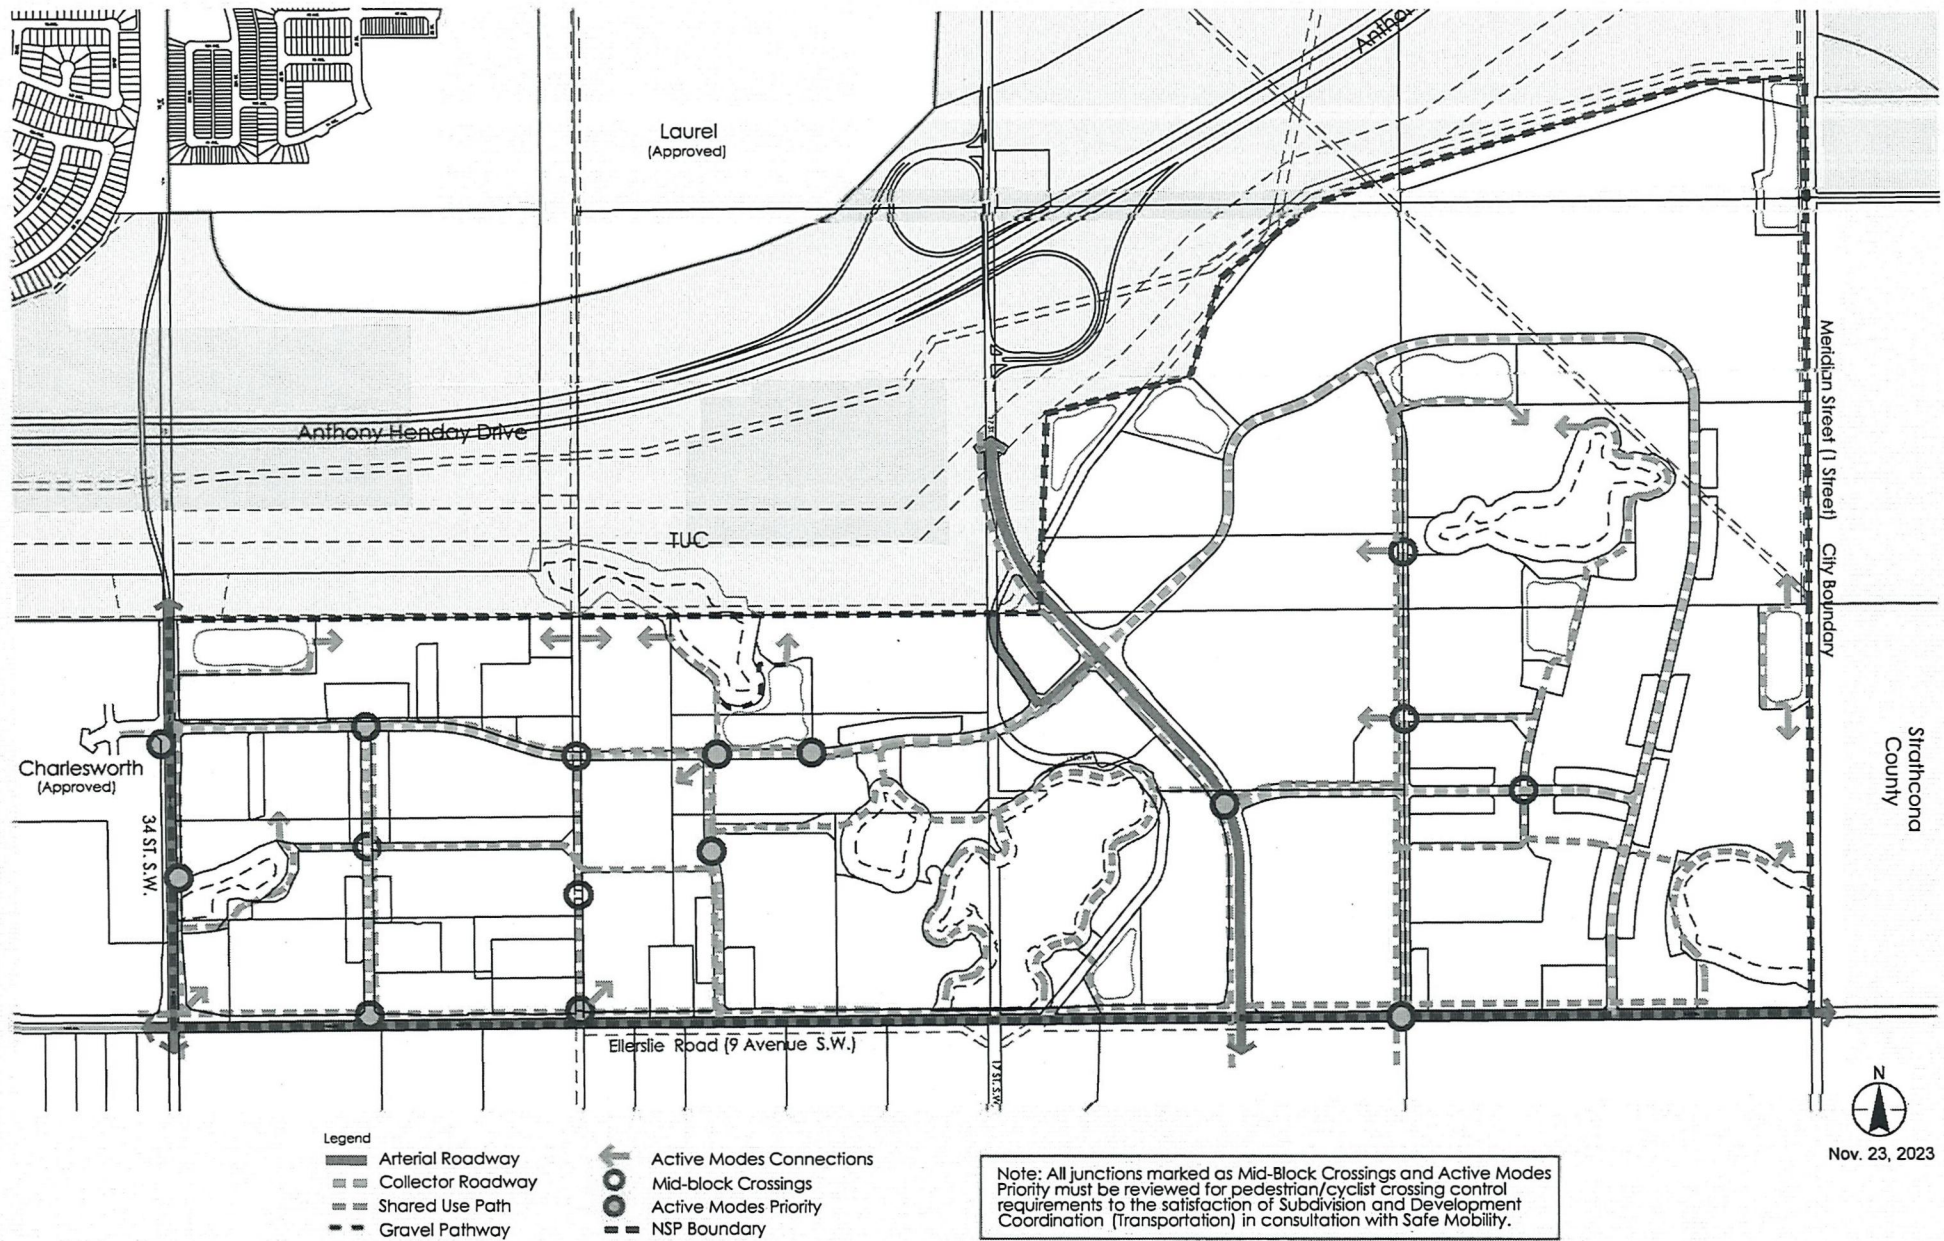 Anthon
Laurel
(Approved)
Anthony Henday Drive
TUC
Meridian Street (1 Street)
City Boundary
Strathcona
County
Charlesworth
(Approved)
34 ST. S.W.
Ellerslie Road (9 Avenue S.W.)
17 ST. S.W.
N
Nov. 23, 2023
Legend
Arterial Roadway
Collector Roadway
Shared Use Path
Gravel Pathway
Active Modes Connections
Mid-block Crossings
Active Modes Priority
NSP Boundary
Note: All junctions marked as Mid-Block Crossings and Active Modes
Priority must be reviewed for pedestrian/cyclist crossing control
requirements to the satisfaction of Subdivision and Development
Coordination (Transportation) in consultation with Safe Mobility.